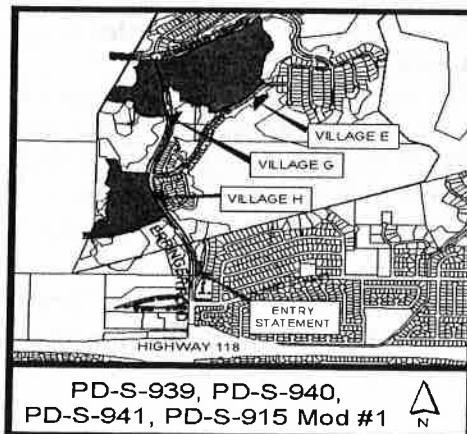 VILLAGE E
VILLAGE G
VILLAGE H
ENTRY
STATEMENT
HIGHWAY 118
PD-S-939, PD-S-940,
PD-S-941, PD-S-915 Mod #1
N